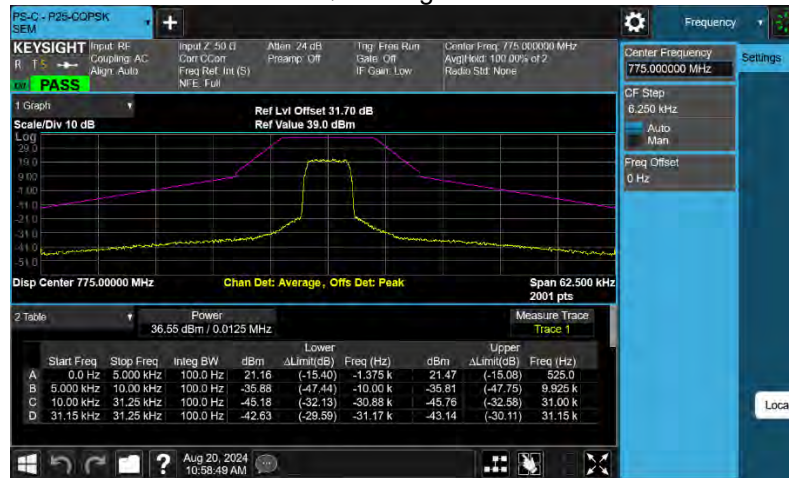 PS-C - P25-CQPSK
SEM
Frequency
KEYSIGHT
Input: RF
Coupling: AC
Align: Auto
Input Z: 50 Ω
Corr CCorr
Freq Ref: Int (S)
NFE: Full
Atten: 24 dB
Preamp: Off
Trig: Free Run
Gate: Off
IF Gain: Low
Center Freq: 775.000000 MHz
Avg|Hold: 100.00% of 2
Radio Std: None
PASS
Center Frequency
775.000000 MHz
Settings
CF Step
6.250 kHz
Auto
Man
Freq Offset
0 Hz
1 Graph
Scale/Div 10 dB
Ref Lvl Offset 31.70 dB
Ref Value 39.0 dBm
Log
29.0
19.0
9.00
-1.00
-11.0
-21.0
-31.0
-41.0
-51.0
Disp Center 775.00000 MHz
Chan Det: Average, Offs Det: Peak
Span 62.500 kHz
2001 pts
2 Table
Power
36.55 dBm / 0.0125 MHz
Measure Trace
Trace 1
Lower Upper
Start Freq Stop Freq Integ BW dBm ΔLimit(dB) Freq (Hz) dBm ΔLimit(dB) Freq (Hz)
A 0.0 Hz 5.000 kHz 100.0 Hz 21.16 (-15.40) -1.375 k 21.47 (-15.08) 525.0
B 5.000 kHz 10.00 kHz 100.0 Hz -35.88 (-47.44) -10.00 k -35.81 (-47.75) 9.925 k
C 10.00 kHz 31.25 kHz 100.0 Hz -45.18 (-32.13) -30.88 k -45.76 (-32.58) 31.00 k
D 31.15 kHz 31.25 kHz 100.0 Hz -42.63 (-29.59) -31.17 k -43.14 (-30.11) 31.15 k
Loca
Aug 20, 2024
10:58:49 AM